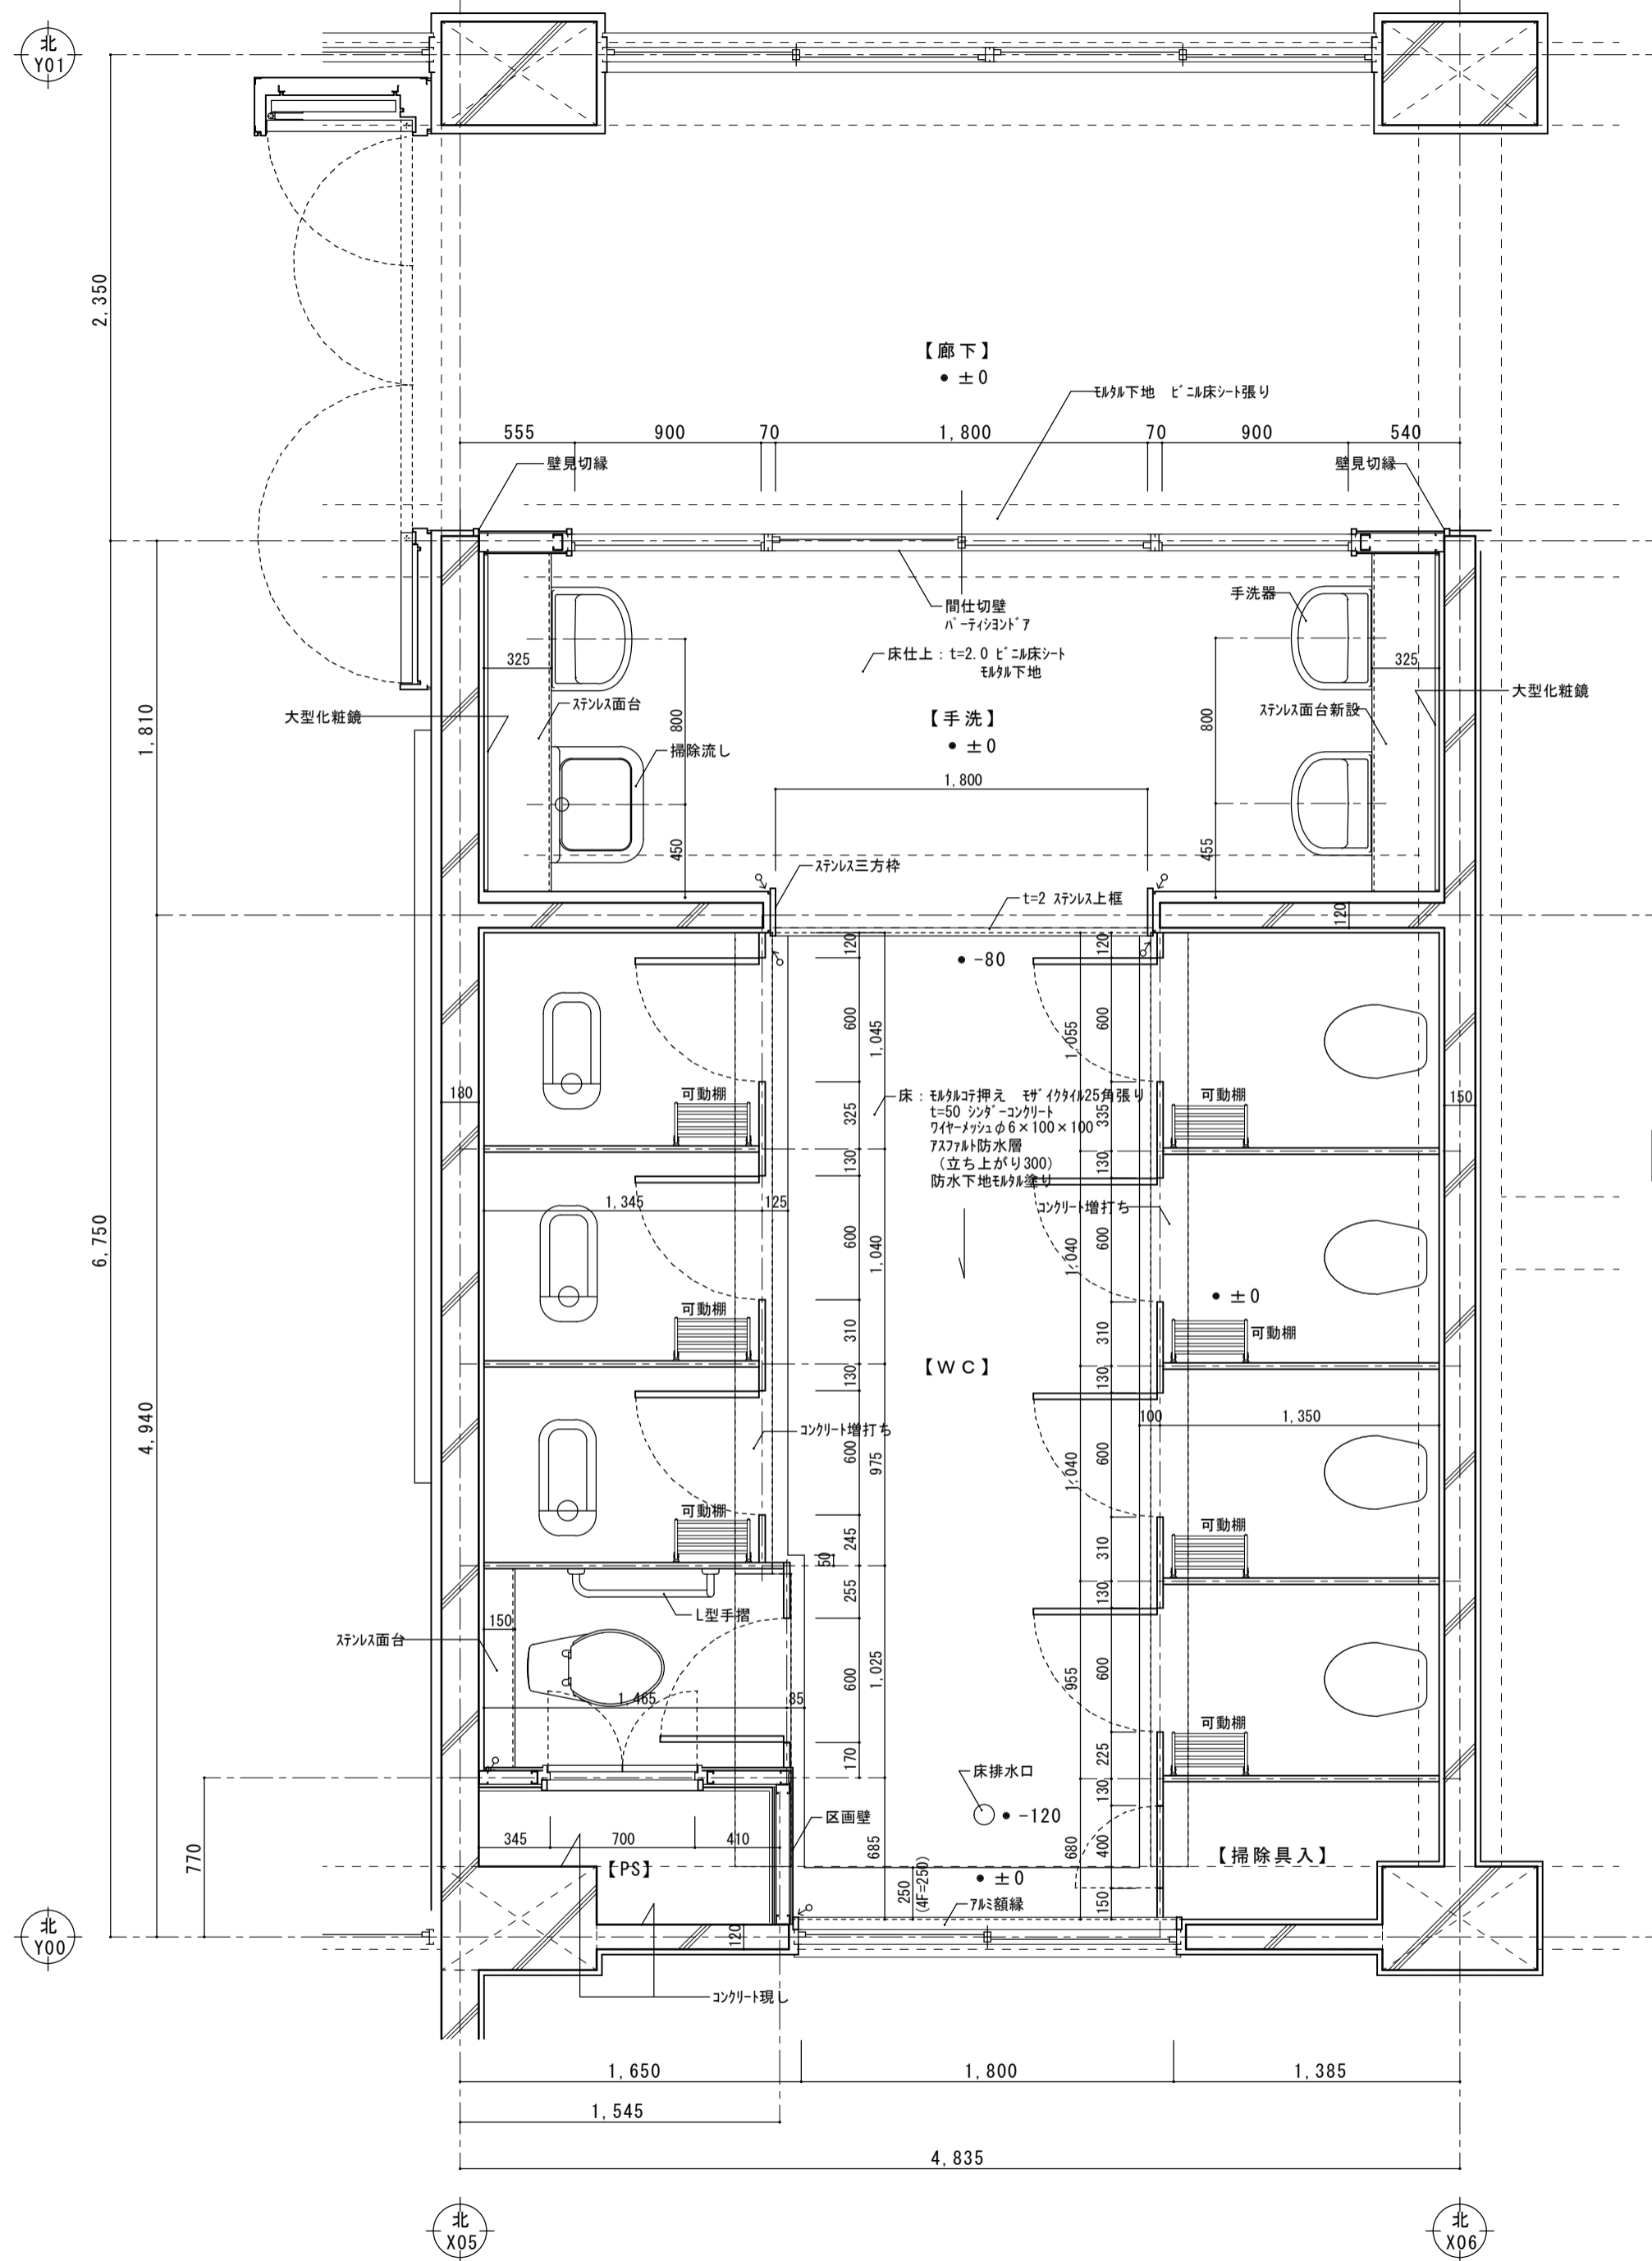 北
Y01
2,350
【廊下】
±0
モルタル下地 ビニル床シート張り
555
900
70
1,800
70
900
540
壁見切縁
壁見切縁
間仕切壁
パーティションドア
手洗器
325
床仕上：t=2.0 ビニル床シート
モルタル下地
325
大型化粧鏡
ステンレス面台
【手洗】
±0
ステンレス面台新設
大型化粧鏡
1,810
800
掃除流し
800
1,800
450
455
ステンレス三方枠
t=2 ステンレス上框
120
120
-80
120
600
1,045
1,055
600
180
可動棚
床：モルタルコテ押え モザイクタイル25角張り
t=50 シンダーコンクリート
ワイヤーメッシュφ6×100×100
アスファルト防水層
（立ち上がり300）
防水下地モルタル塗り
可動棚
150
325
335
130
130
1,345
125
コンクリート増打ち
6,750
600
1,040
1,040
600
±0
可動棚
310
310
可動棚
【WC】
130
130
4,940
100
1,350
コンクリート増打ち
600
975
1,040
600
可動棚
可動棚
245
50
310
255
130
L型手摺
150
ステンレス面台
600
1,025
955
600
1,465
85
可動棚
170
225
床排水口
130
-120
区画壁
770
345
700
410
685
680
400
【掃除具入】
【PS】
±0
250
(4F=250)
アルミ額縁
150
120
北
Y00
コンクリート現し
1,650
1,800
1,385
1,545
4,835
北
X05
北
X06